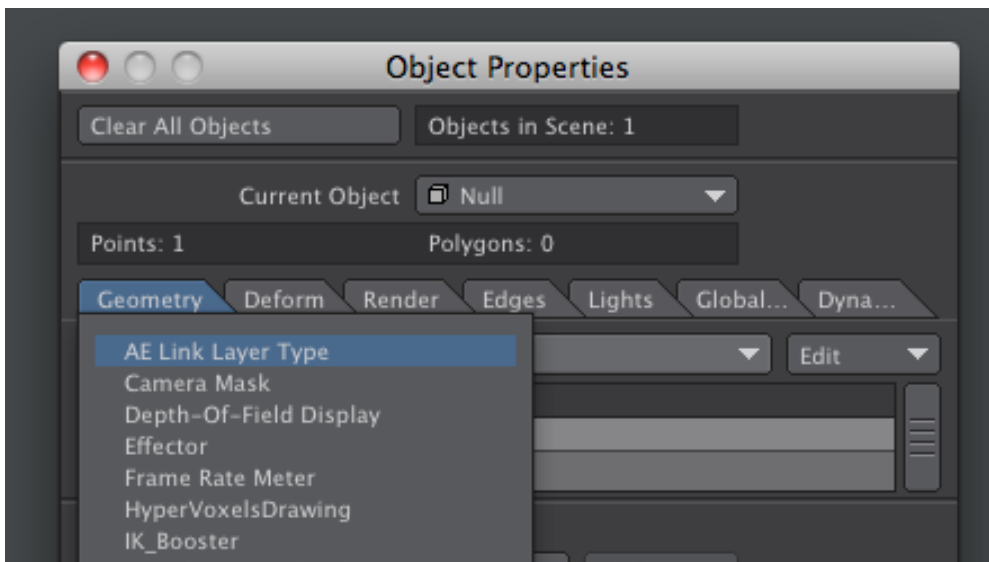 Object Properties
Clear All Objects Objects in Scene: 1
Current Object Null
Points: 1 Polygons: 0
Geometry Deform Render Edges Lights Global... Dyna...
AE Link Layer Type Edit
Camera Mask
Depth-Of-Field Display
Effector
Frame Rate Meter
HyperVoxelsDrawing
IK_Booster